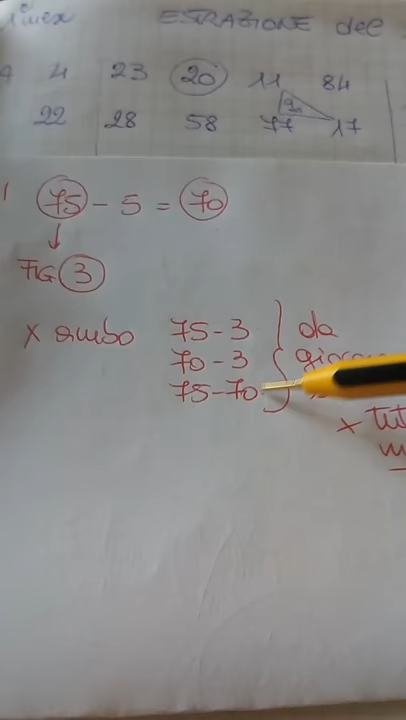 ESTRAZIONE del
4 23 20 11 84
22 28 58 77 17
75 - 5 = 70
FIG. 3
x ambo 75-3 da
70-3
75-70
x